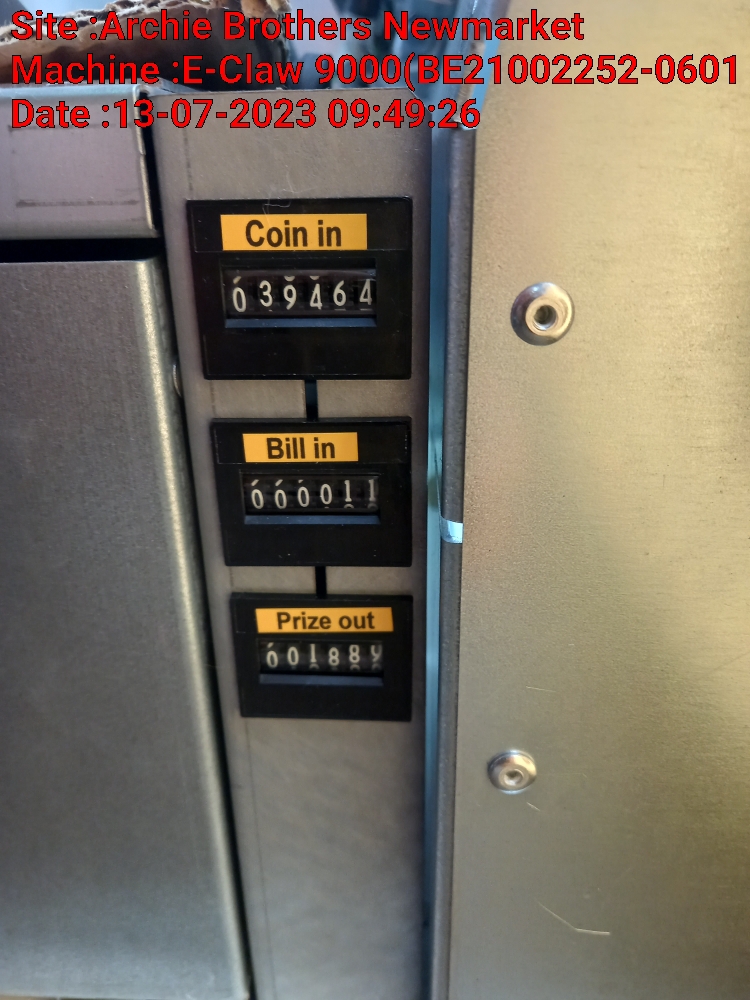 Site :Archie Brothers Newmarket
Machine :E-Claw 9000(BE21002252-0601
Date :13-07-2023 09:49:26
Coin in
039464
Bill in
000011
Prize out
001889